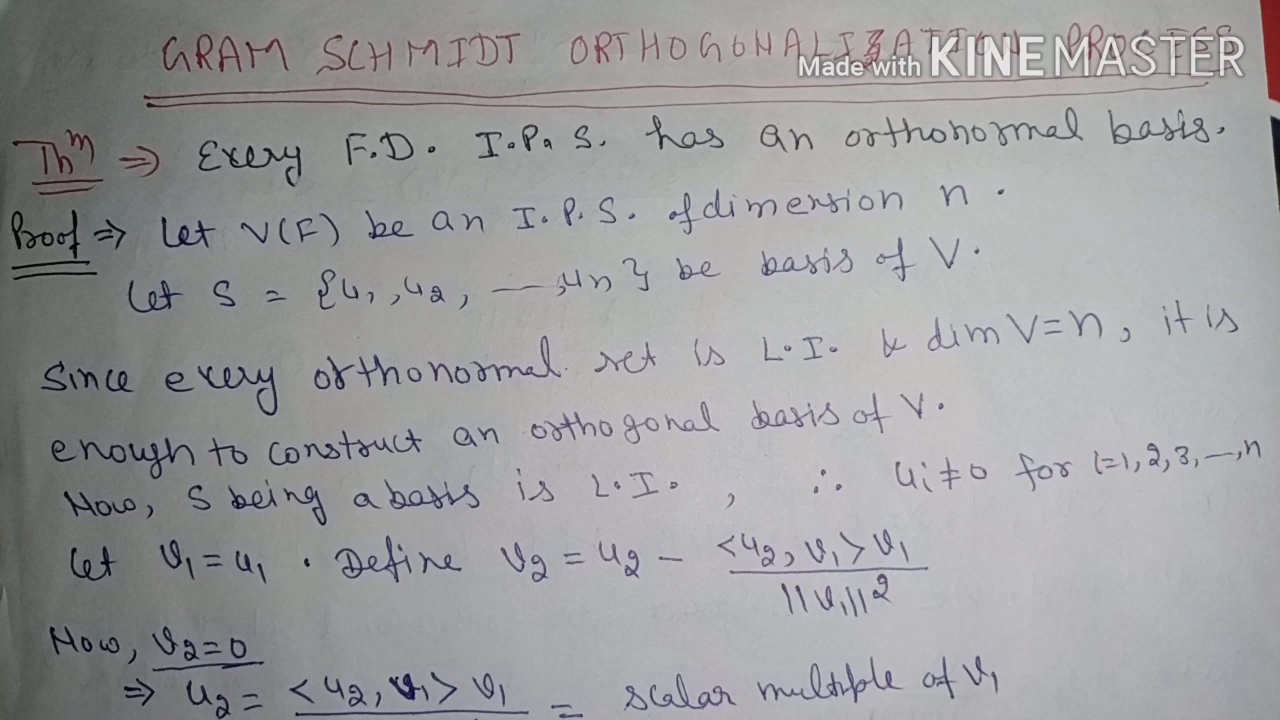 GRAM SCHMIDT ORTHOGONALIZATION PROCESS
Made with KINEMASTER
Thm ⇒ Every F.D. I.P.S. has an orthonormal basis.
Proof ⇒ Let V(F) be an I.P.S. of dimension n.
Let S = {u1, u2, —, un} be basis of V.
Since every orthonormal set is L.I. & dim V = n, it is
enough to construct an orthogonal basis of V.
Now, S being a basis is L.I., ∴ ui ≠ 0 for i=1,2,3,—,n
Let v1 = u1 . Define v2 = u2 - <u2, v1> v1 / ||v1||²
Now, v2 = 0
⇒ u2 = <u2, v1> v1 = scalar multiple of v1